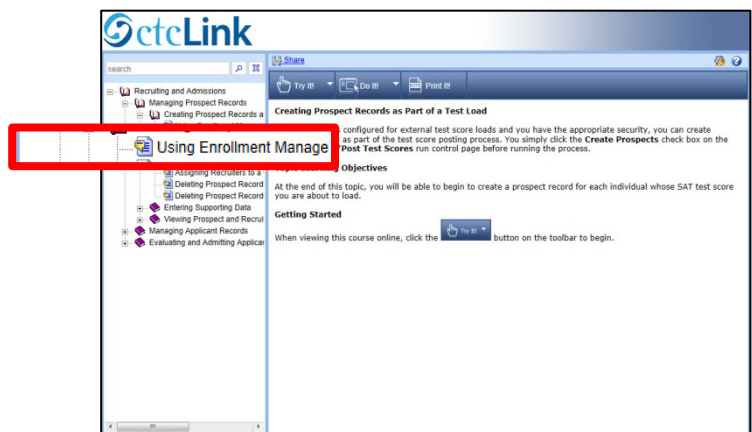 ctcLink
search
Share
Try It!
Do It!
Print It!
Recruiting and Admissions
Managing Prospect Records
Creating Prospect Records a
Using Enrollment Manage
Assigning Recruiters to a
Deleting Prospect Record
Deleting Prospect Record
Entering Supporting Data
Viewing Prospect and Recrui
Managing Applicant Records
Evaluating and Admitting Applicar
Creating Prospect Records as Part of a Test Load
configured for external test score loads and you have the appropriate security, you can create
as part of the test score posting process. You simply click the Create Prospects check box on the
/Post Test Scores run control page before running the process.
Learning Objectives
At the end of this topic, you will be able to begin to create a prospect record for each individual whose SAT test score
you are about to load.
Getting Started
When viewing this course online, click the Try It! button on the toolbar to begin.